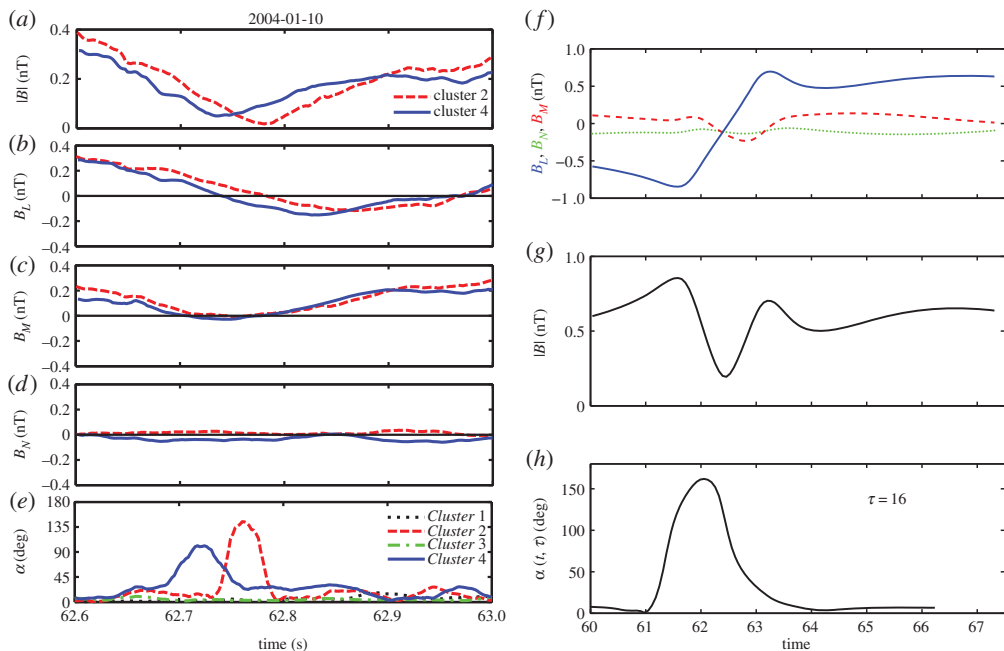 (a)
2004-01-10
0.4
0.2
0
|B| (nT)
cluster 2
cluster 4
(b)
0.4
0.2
0
−0.2
−0.4
B_L (nT)
(c)
0.4
0.2
0
−0.2
−0.4
B_M (nT)
(d)
0.4
0.2
0
−0.2
−0.4
B_N (nT)
(e)
180
135
90
45
0
α (deg)
Cluster 1
Cluster 2
Cluster 3
Cluster 4
62.6 62.7 62.8 62.9 63.0
time (s)
(f)
1.0
0.5
0
−0.5
−1.0
B_L, B_N, B_M (nT)
(g)
1.0
0.5
0
|B| (nT)
(h)
150
100
50
0
α (t, τ) (deg)
τ = 16
60 61 62 63 64 65 66 67
time